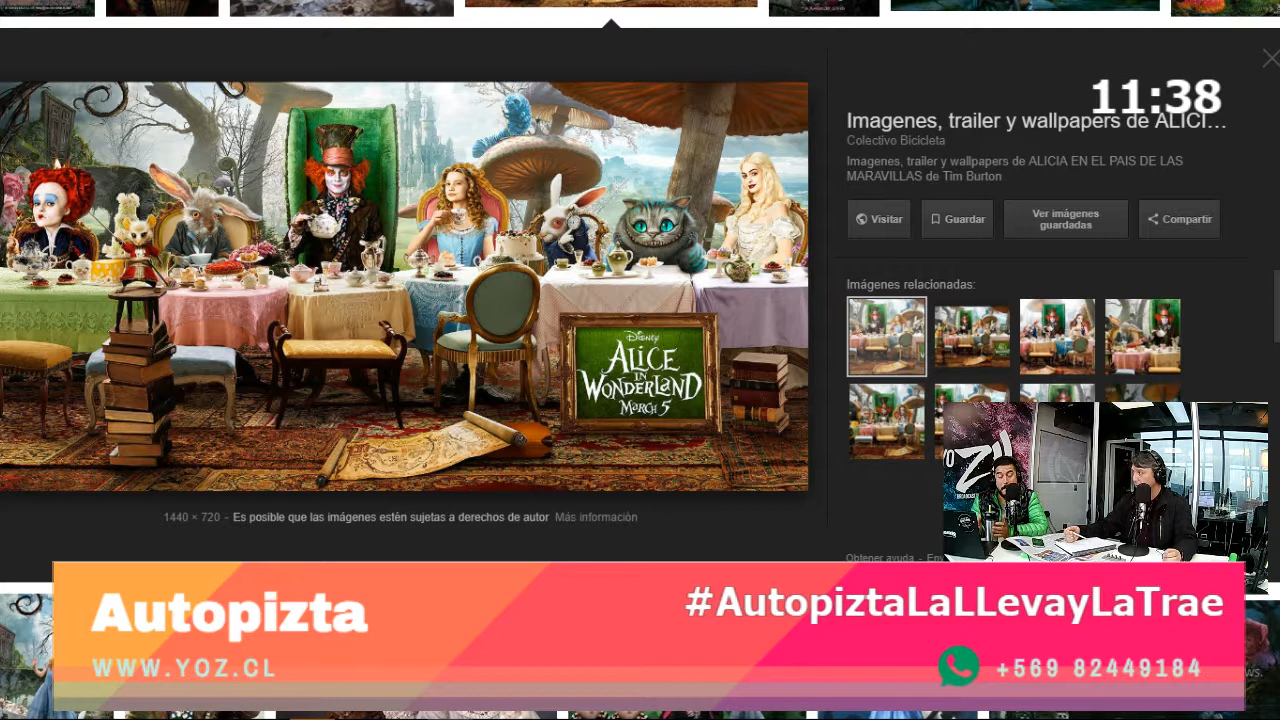 11:38
Imagenes, trailer y wallpapers de ALICI...
Colectivo Bicicleta
Imagenes, trailer y wallpapers de ALICIA EN EL PAIS DE LAS
MARAVILLAS de Tim Burton
Visitar
Guardar
Ver imágenes
guardadas
Compartir
Imágenes relacionadas:
DISNEY
ALICE
IN
WONDERLAND
MARCH 5
1440 × 720 - Es posible que las imágenes estén sujetas a derechos de autor Más información
Obtener ayuda -
Autopizta
#AutopiztaLaLLevayLaTrae
WWW.YOZ.CL
+569 82449184